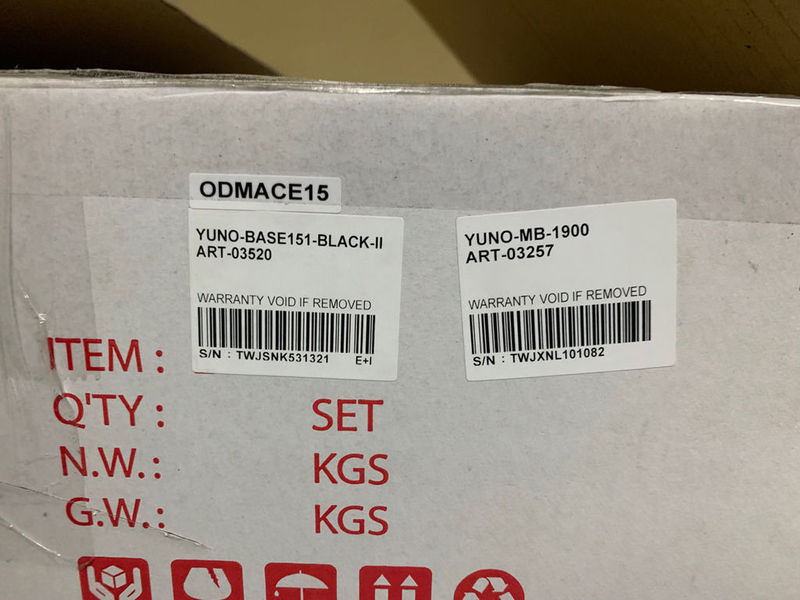 ODMACE15
YUNO-BASE151-BLACK-II
ART-03520
WARRANTY VOID IF REMOVED
S/N : TWJSNK531321 E+I
YUNO-MB-1900
ART-03257
WARRANTY VOID IF REMOVED
S/N : TWJXNL101082
ITEM :
Q'TY : SET
N.W.: KGS
G.W.: KGS